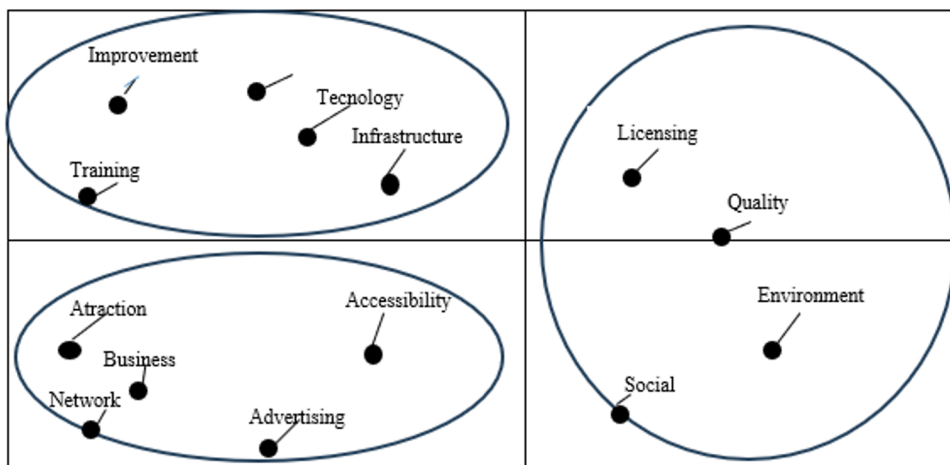 Improvement
Tecnology
Infrastructure
Training
Licensing
Quality
Atraction
Accessibility
Business
Network
Advertising
Environment
Social